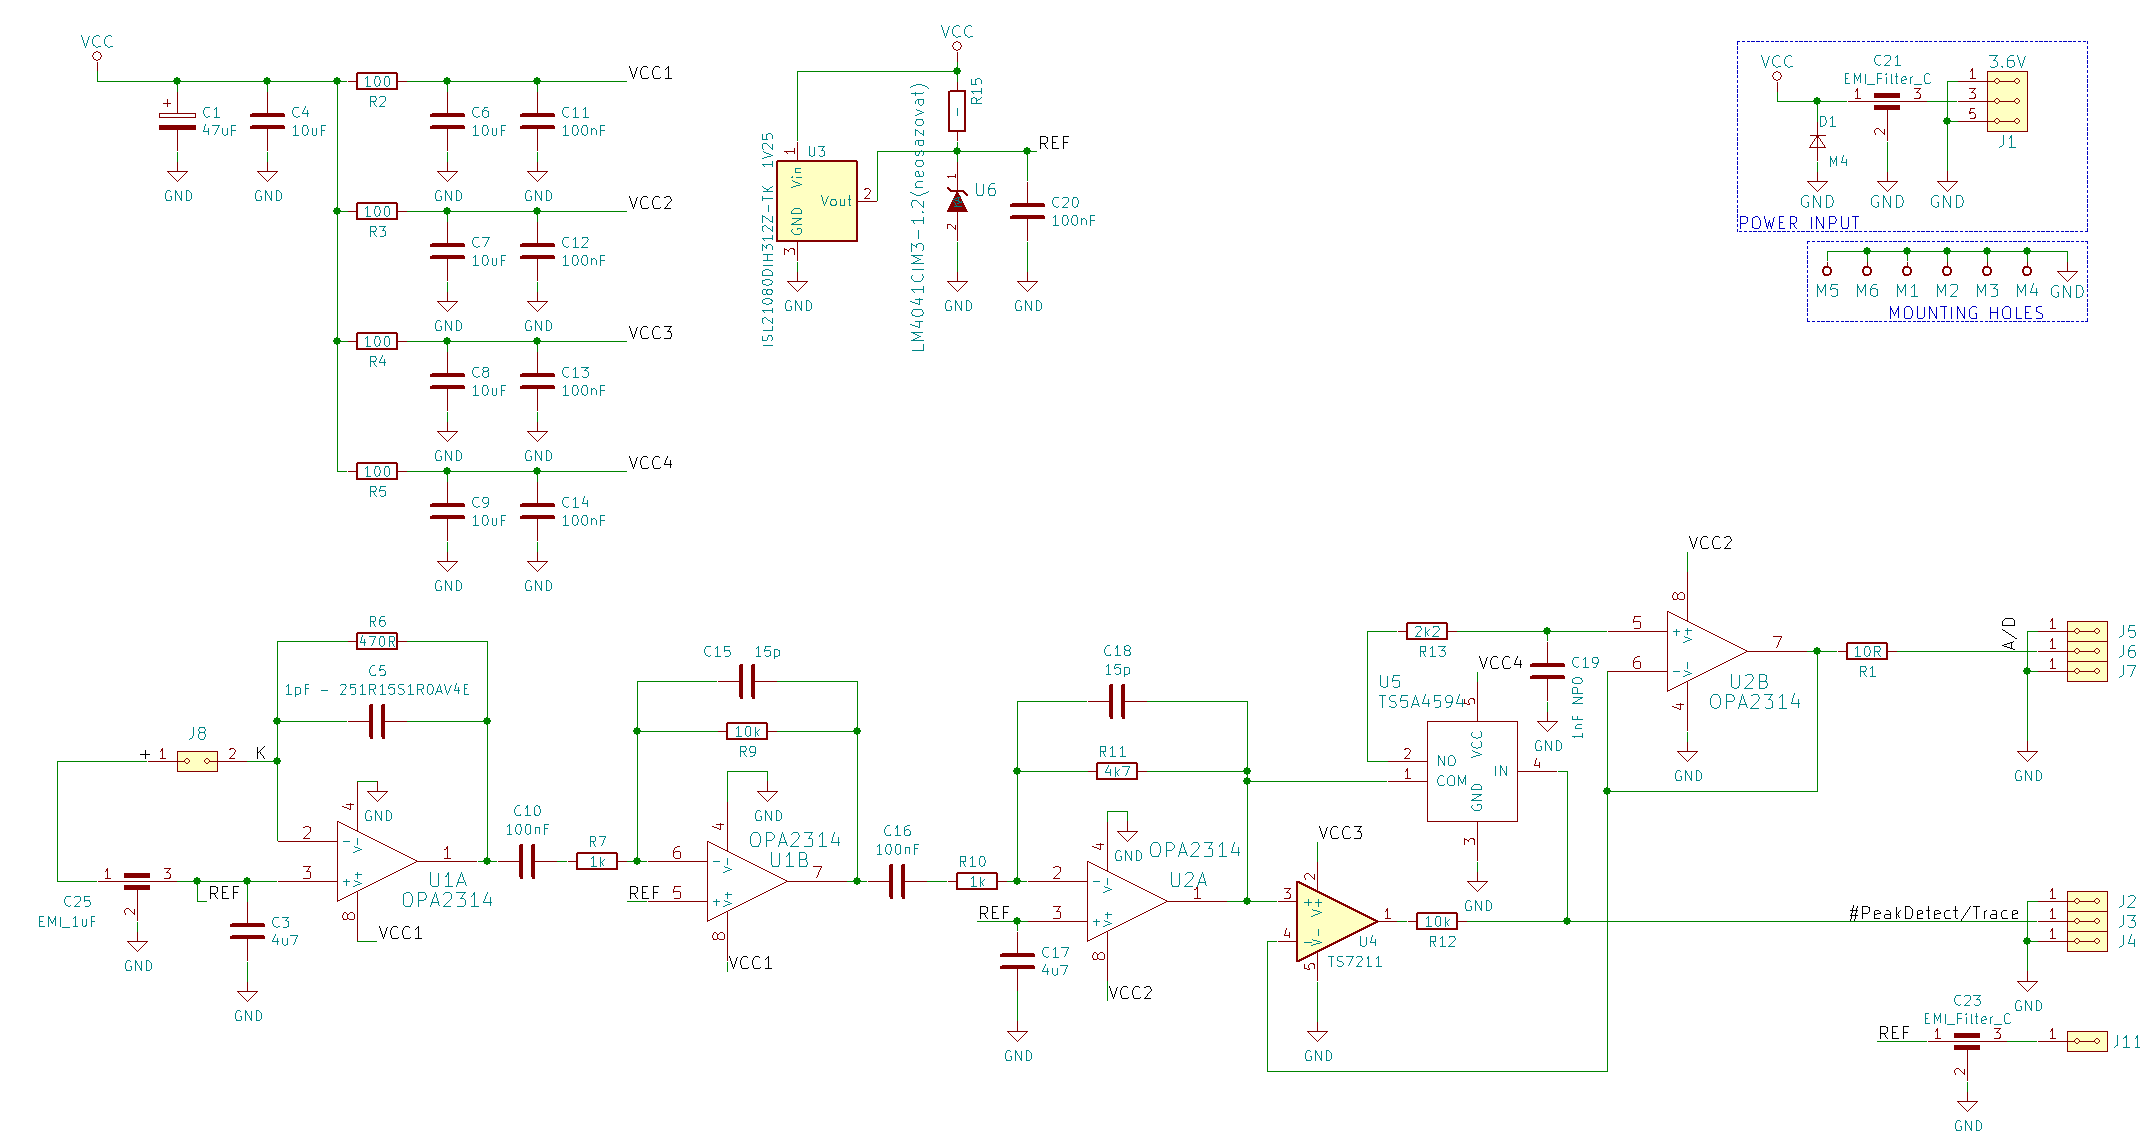 VCC
+
C1
47uF
GND
C4
10uF
GND
100
R2
C6
10uF
GND
C11
100nF
GND
VCC1
100
R3
C7
10uF
GND
C12
100nF
GND
VCC2
100
R4
C8
10uF
GND
C13
100nF
GND
VCC3
100
R5
C9
10uF
GND
C14
100nF
GND
VCC4
VCC
R15
ISL21080DIH312Z-TK 1V25
U3
1
Vin
Vout
2
GND
3
GND
LM4041CIM3-1.2(neosazovat)
1
U6
2
GND
REF
C20
100nF
GND
VCC
C21
EMI_Filter_C
1
3
2
D1
M4
GND
GND
GND
3.6V
1
3
5
J1
POWER INPUT
M5
M6
M1
M2
M3
M4
GND
MOUNTING HOLES
R6
470R
C5
1pF - 251R15S1R0AV4E
J8
+
1
2
K
GND
4
2
3
-
+
V-
V+
1
U1A
OPA2314
8
VCC1
1
3
2
C25
EMI_1uF
GND
REF
C3
4u7
GND
C10
100nF
R7
1k
C15
15p
10k
R9
GND
4
OPA2314
U1B
6
REF
5
-
+
V-
V+
7
8
VCC1
C16
100nF
R10
1k
C18
15p
R11
4k7
GND
4
OPA2314
U2A
2
REF
3
-
+
V-
V+
1
8
VCC2
C17
4u7
GND
VCC3
2
3
4
+
-
V+
V-
1
U4
TS7211
5
GND
10k
R12
2k2
R13
VCC4
U5
TS5A4594
5
2
1
NO
COM
VCC
GND
IN
4
3
GND
C19
1nF NPO
GND
VCC2
8
5
6
+
-
V+
V-
7
U2B
OPA2314
4
GND
10R
R1
A/D
1
1
1
J5
J6
J7
GND
#PeakDetect/Trace
1
1
1
J2
J3
J4
GND
C23
EMI_Filter_C
REF
1
3
2
GND
1
J11